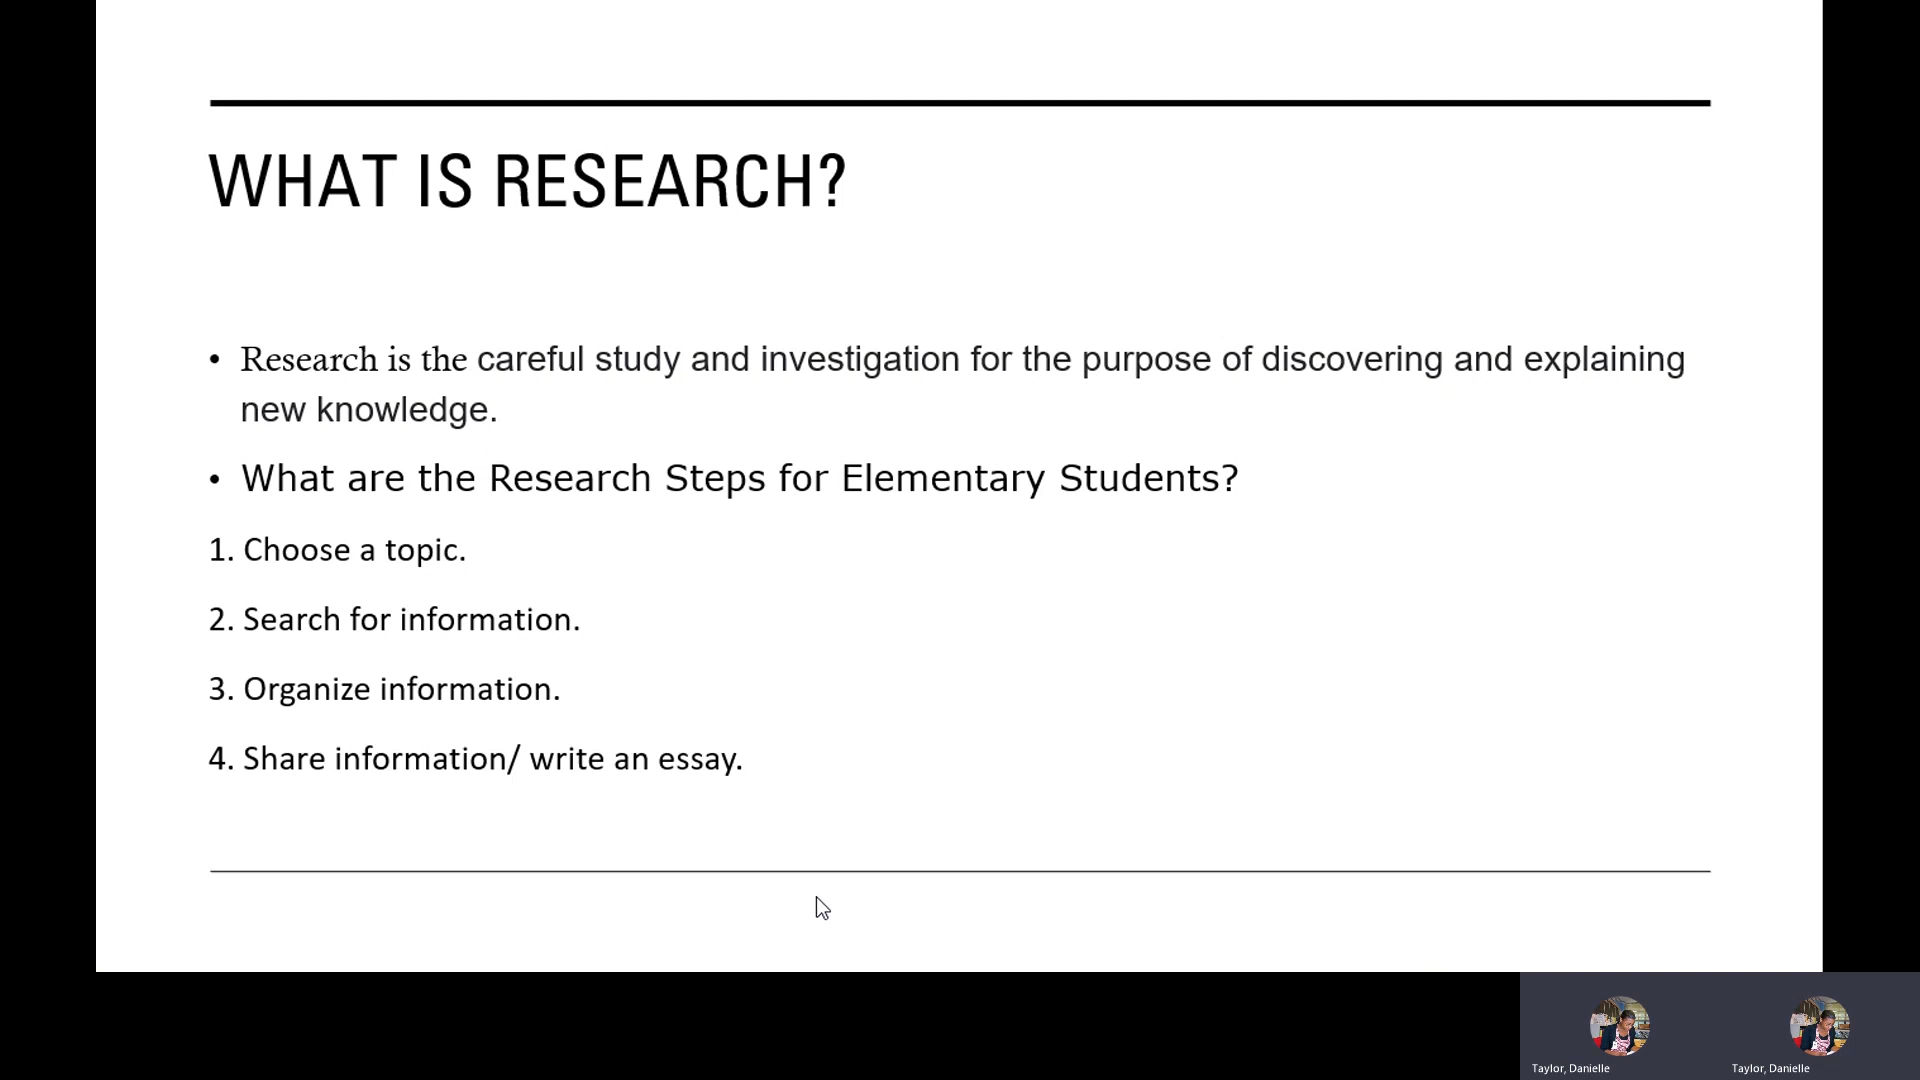 WHAT IS RESEARCH?
• Research is the careful study and investigation for the purpose of discovering and explaining
new knowledge.
• What are the Research Steps for Elementary Students?
1. Choose a topic.
2. Search for information.
3. Organize information.
4. Share information/ write an essay.
Taylor, Danielle
Taylor, Danielle